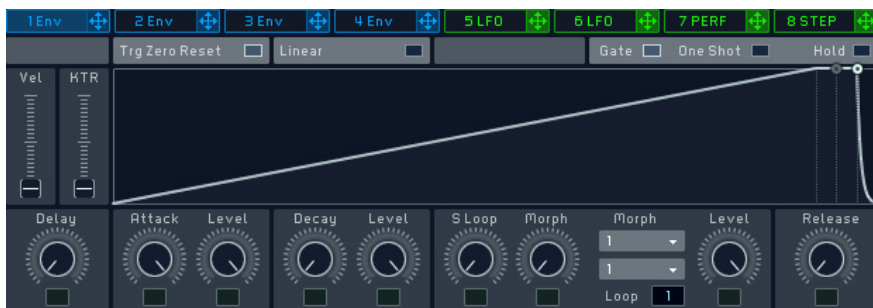 1 Env 2 Env 3 Env 4 Env 5 LFO 6 LFO 7 PERF 8 STEP
Trg Zero Reset Linear Gate One Shot Hold
Vel KTR
Delay Attack Level Decay Level S Loop Morph Morph Level Release
1
1
Loop 1